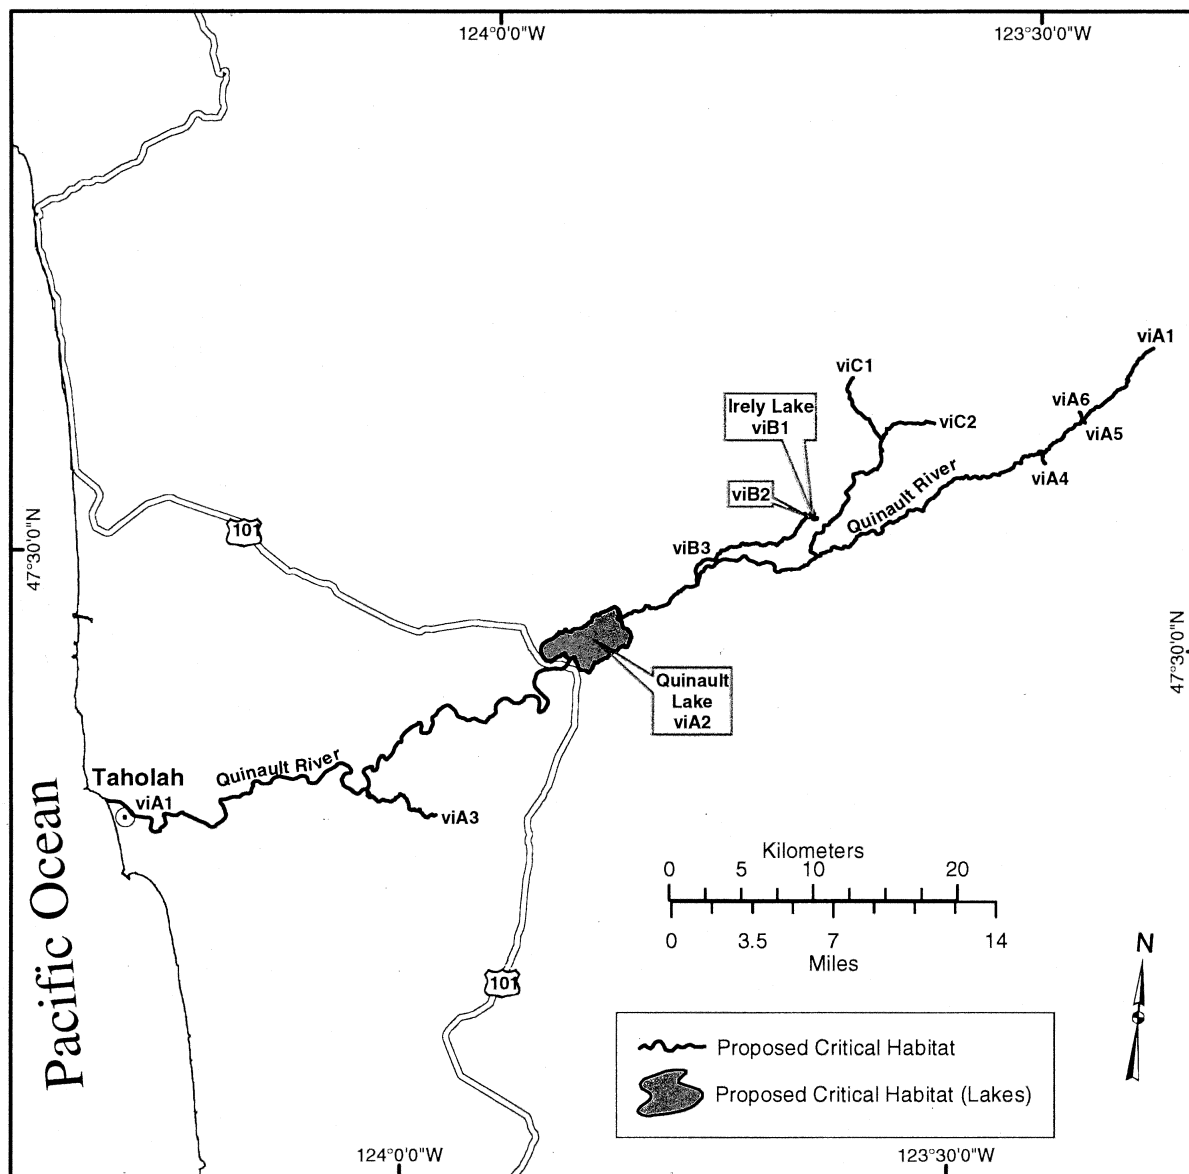 124°0'0"W
123°30'0"W
viA1
viC1
viA6
Irely Lake
viB1
viC2
viA5
viA4
viB2
Quinault River
101
viB3
47°30'0"N
47°30'0"N
Quinault
Lake
viA2
Quinault River
Taholah
viA1
viA3
Pacific Ocean
Kilometers
0 5 10 20
0 3.5 7 14
Miles
N
101
Proposed Critical Habitat
Proposed Critical Habitat (Lakes)
124°0'0"W
123°30'0"W